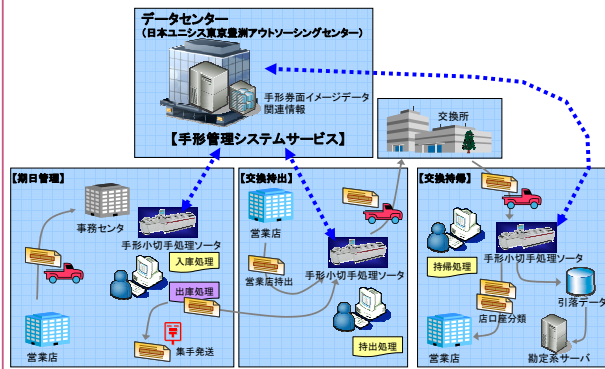 データセンター
(日本ユニシス東京豊洲アウトソーシングセンター)
手形券面イメージデータ
関連情報
【手形管理システムサービス】
交換所
【期日管理】
事務センタ
手形小切手処理ソータ
入庫処理
出庫処理
集手発送
営業店
【交換持出】
営業店
営業店持出
手形小切手処理ソータ
持出処理
【交換持帰】
手形小切手処理ソータ
持帰処理
店口座分類
引落データ
営業店
勘定系サーバ